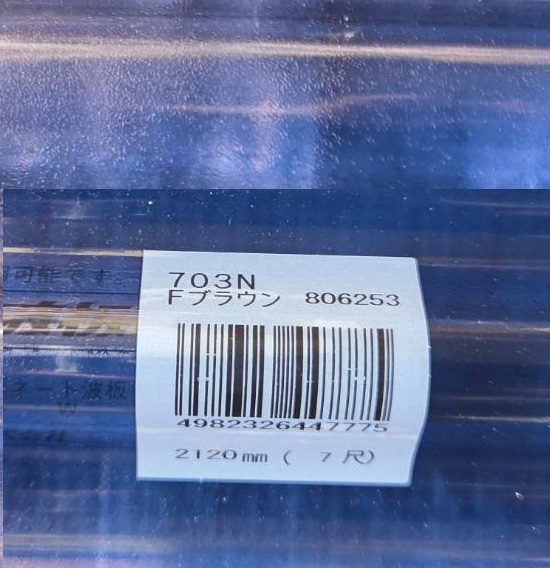 703N
Fブラウン 806253
4982326447775
2120mm ( 7尺)
可能です。
ネート波板